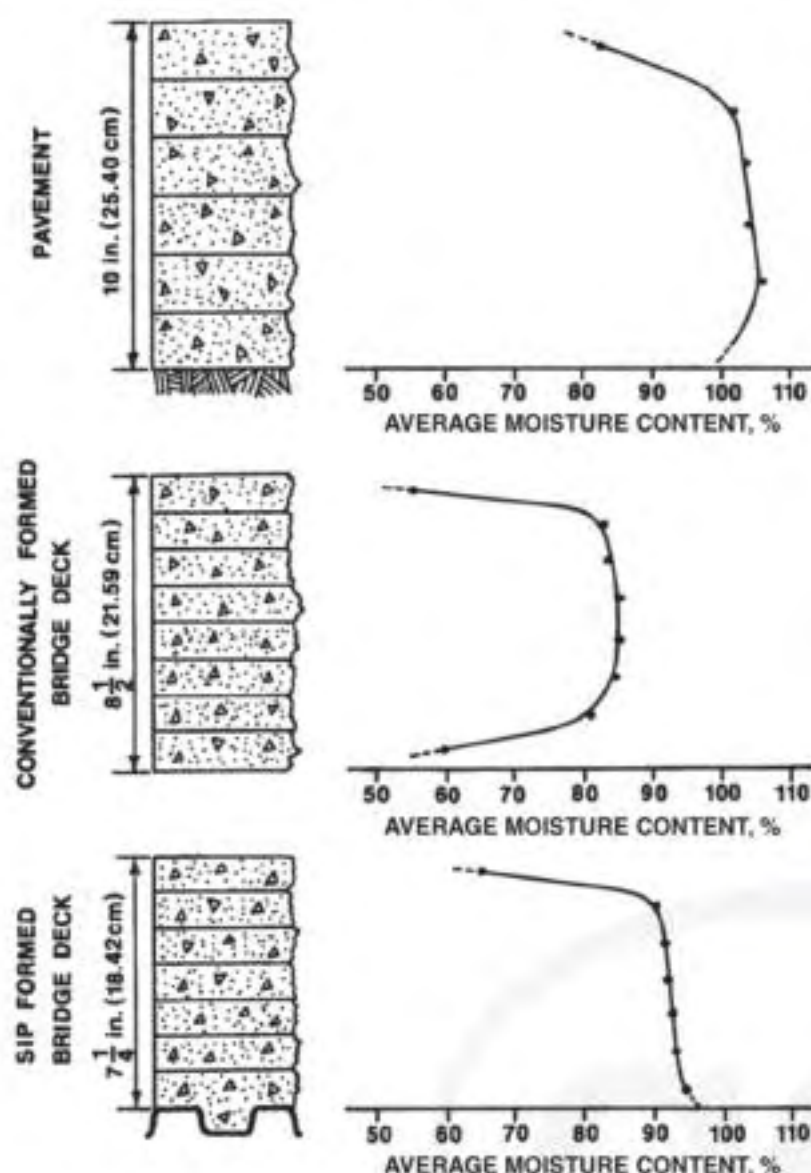 PAVEMENT
10 in. (25.40 cm)
50 60 70 80 90 100 110
AVERAGE MOISTURE CONTENT, %
CONVENTIONALLY FORMED
BRIDGE DECK
8 1/2 in. (21.59 cm)
50 60 70 80 90 100 110
AVERAGE MOISTURE CONTENT, %
SIP FORMED
BRIDGE DECK
7 1/4 in. (18.42 cm)
50 60 70 80 90 100 110
AVERAGE MOISTURE CONTENT, %